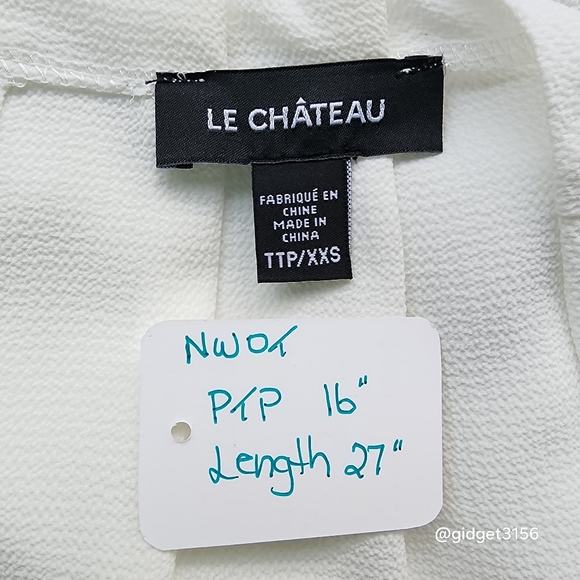 LE CHÂTEAU
FABRIQUÉ EN
CHINE
MADE IN
CHINA
TTP/XXS
NWOT
PTP 16"
Length 27"
@gidget3156